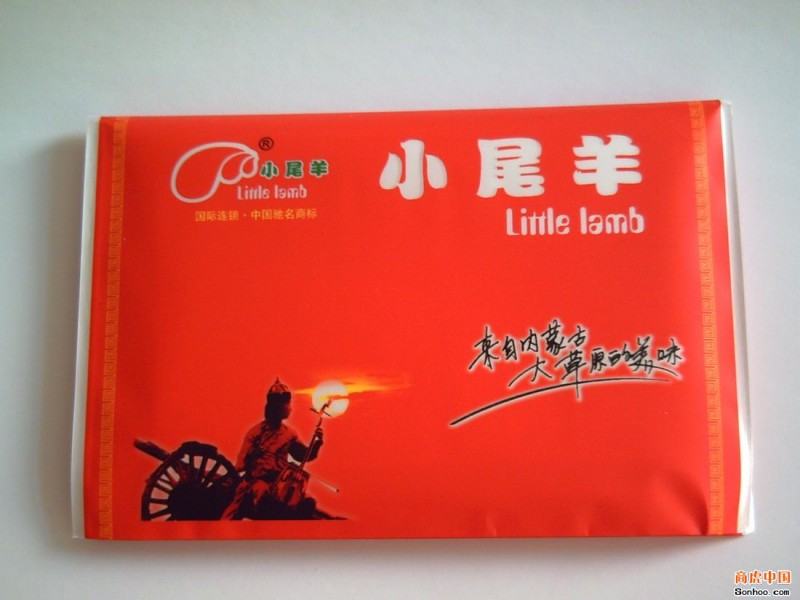 ®
小尾羊
Little lamb
国际连锁·中国驰名商标
小尾羊
Little lamb
来自内蒙古
大草原的美味
商虎中国
Sonhoo.com